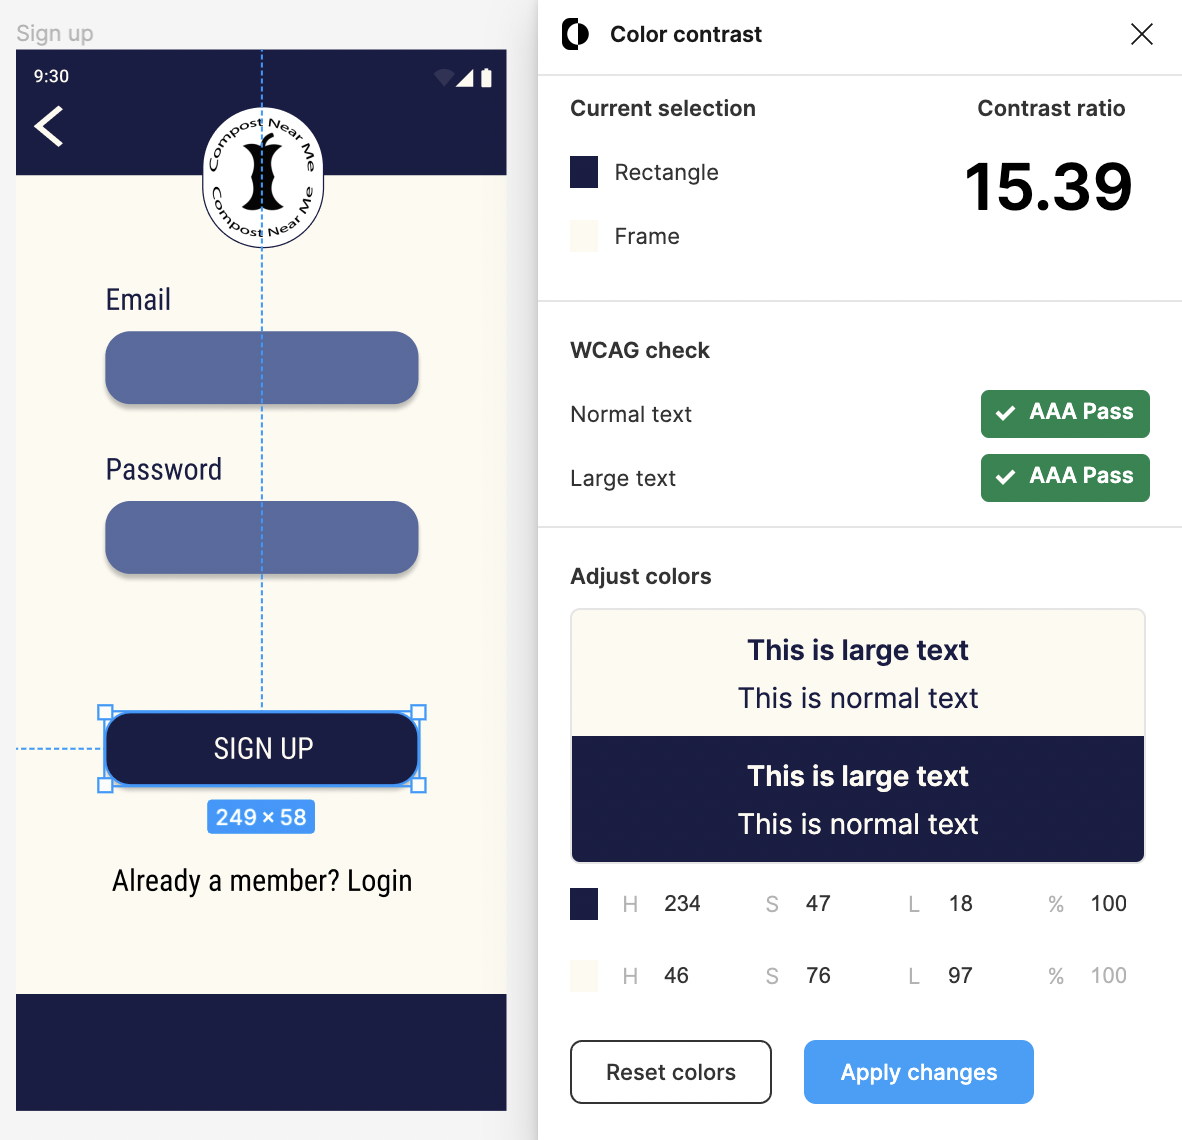 Sign up
9:30
Compost Near Me
Compost Near Me
Email
Password
SIGN UP
249 × 58
Already a member? Login
Color contrast
Current selection
Contrast ratio
Rectangle
15.39
Frame
WCAG check
Normal text
AAA Pass
Large text
AAA Pass
Adjust colors
This is large text
This is normal text
This is large text
This is normal text
H 234 S 47 L 18 % 100
H 46 S 76 L 97 % 100
Reset colors
Apply changes